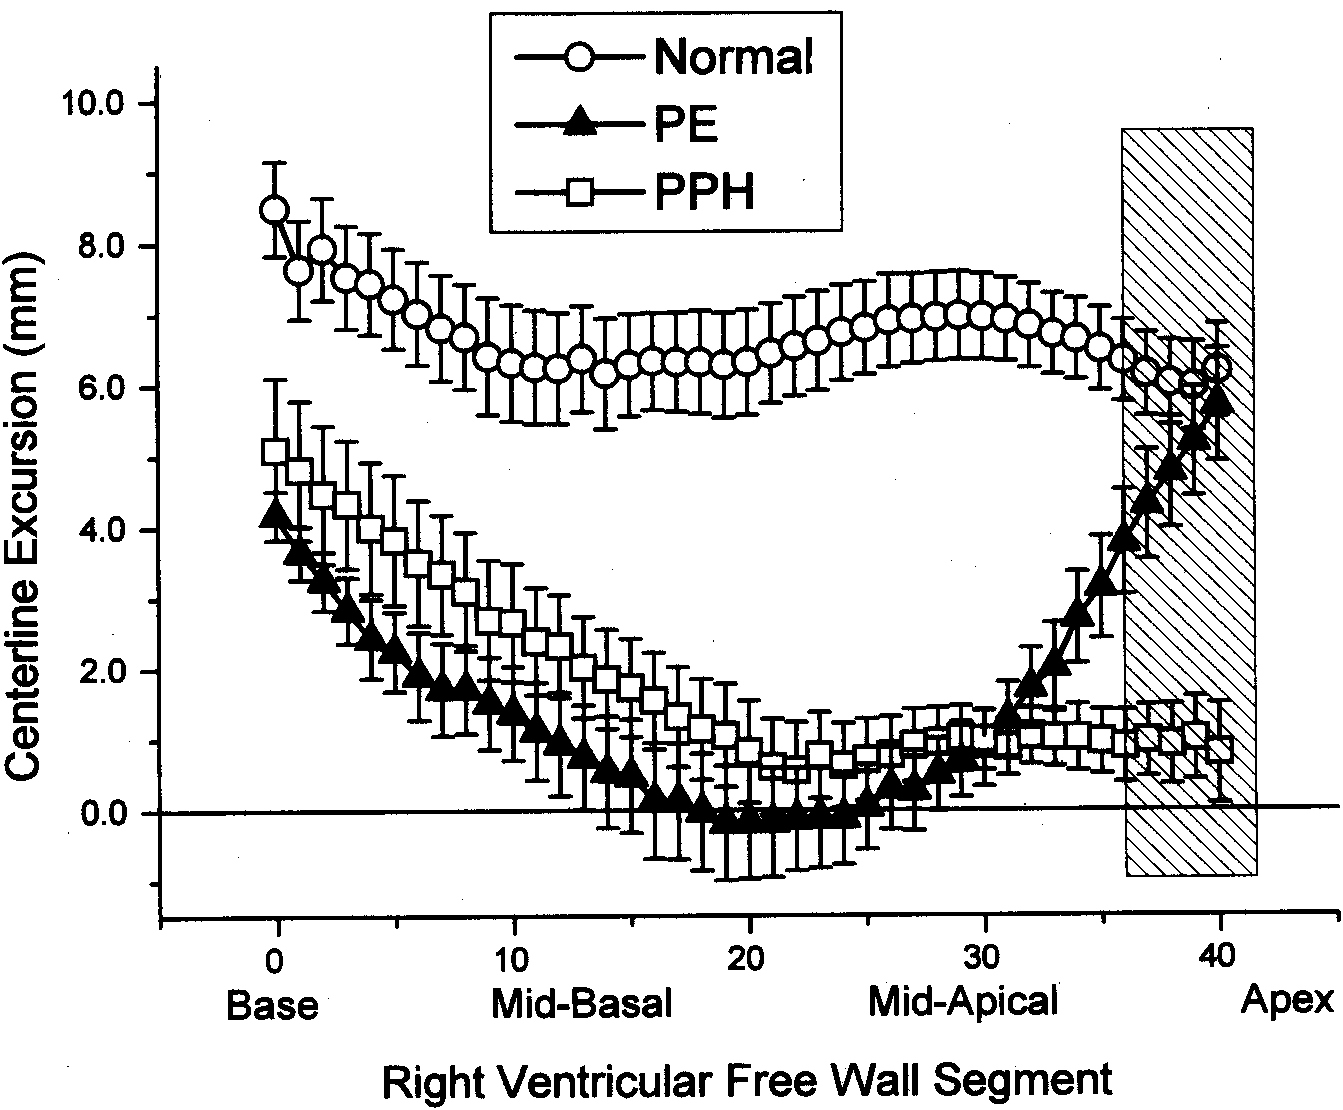 Normal
PE
PPH
Centerline Excursion (mm)
10.0
8.0
6.0
4.0
2.0
0.0
0 10 20 30 40
Base Mid-Basal Mid-Apical Apex
Right Ventricular Free Wall Segment